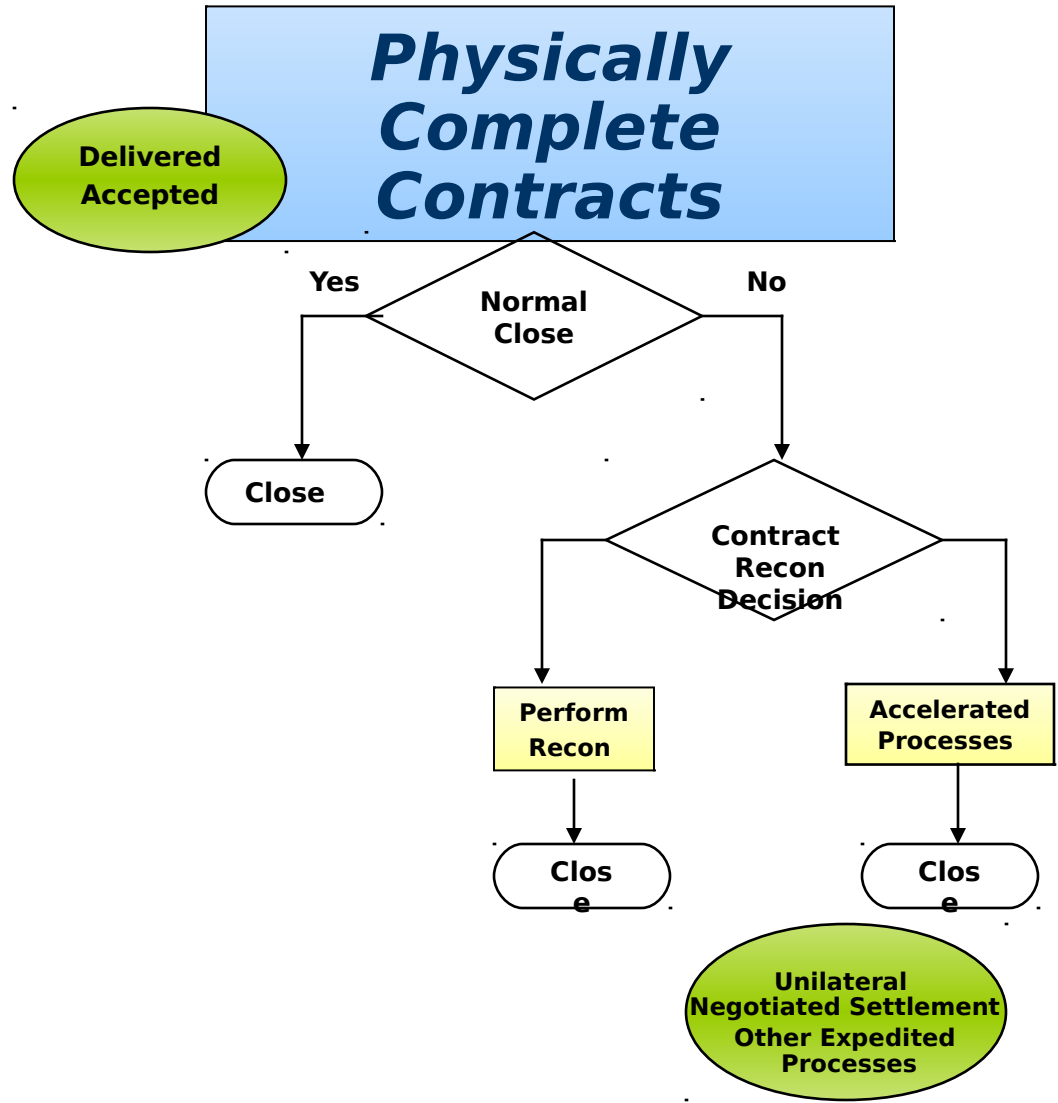 Physically
Complete
Contracts
Delivered
Accepted
Yes
No
Normal
Close
Close
Contract
Recon
Decision
Perform
Recon
Accelerated
Processes
Clos
e
Clos
e
Unilateral
Negotiated Settlement
Other Expedited
Processes